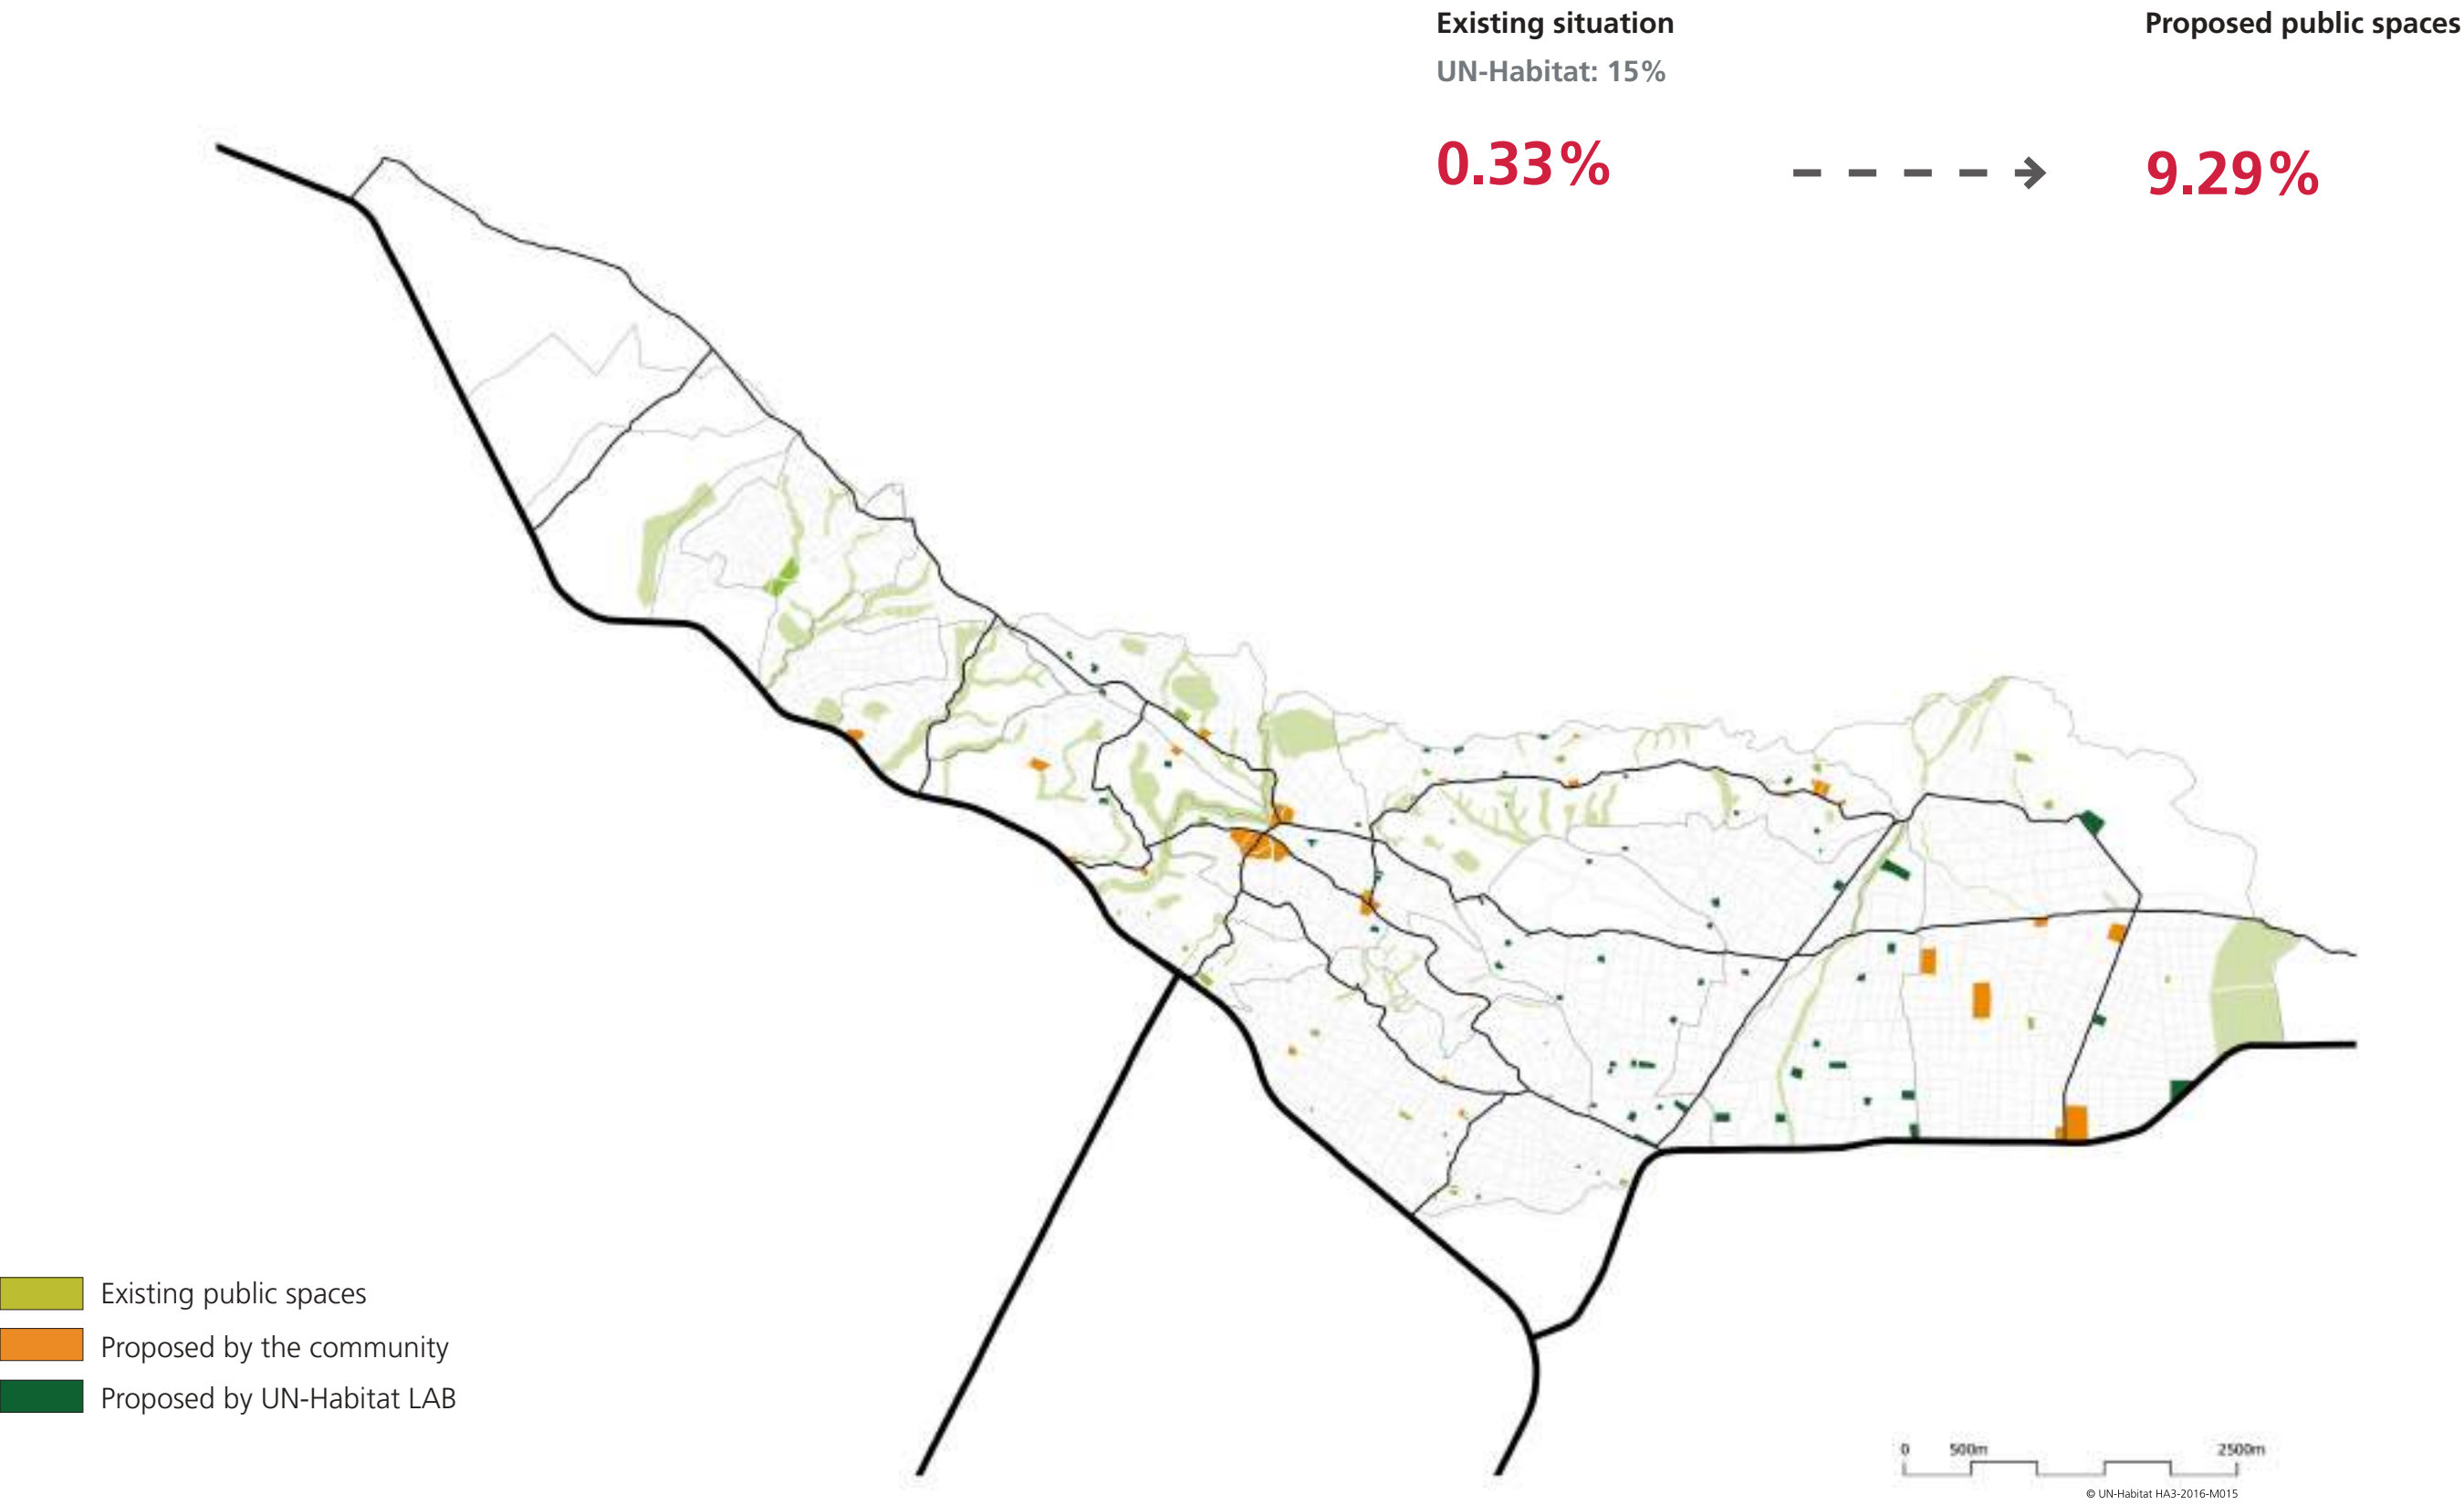 Existing situation
Proposed public spaces
UN-Habitat: 15%
0.33%
9.29%
Existing public spaces
Proposed by the community
Proposed by UN-Habitat LAB
0 500m 2500m
© UN-Habitat HA3-2016-M015